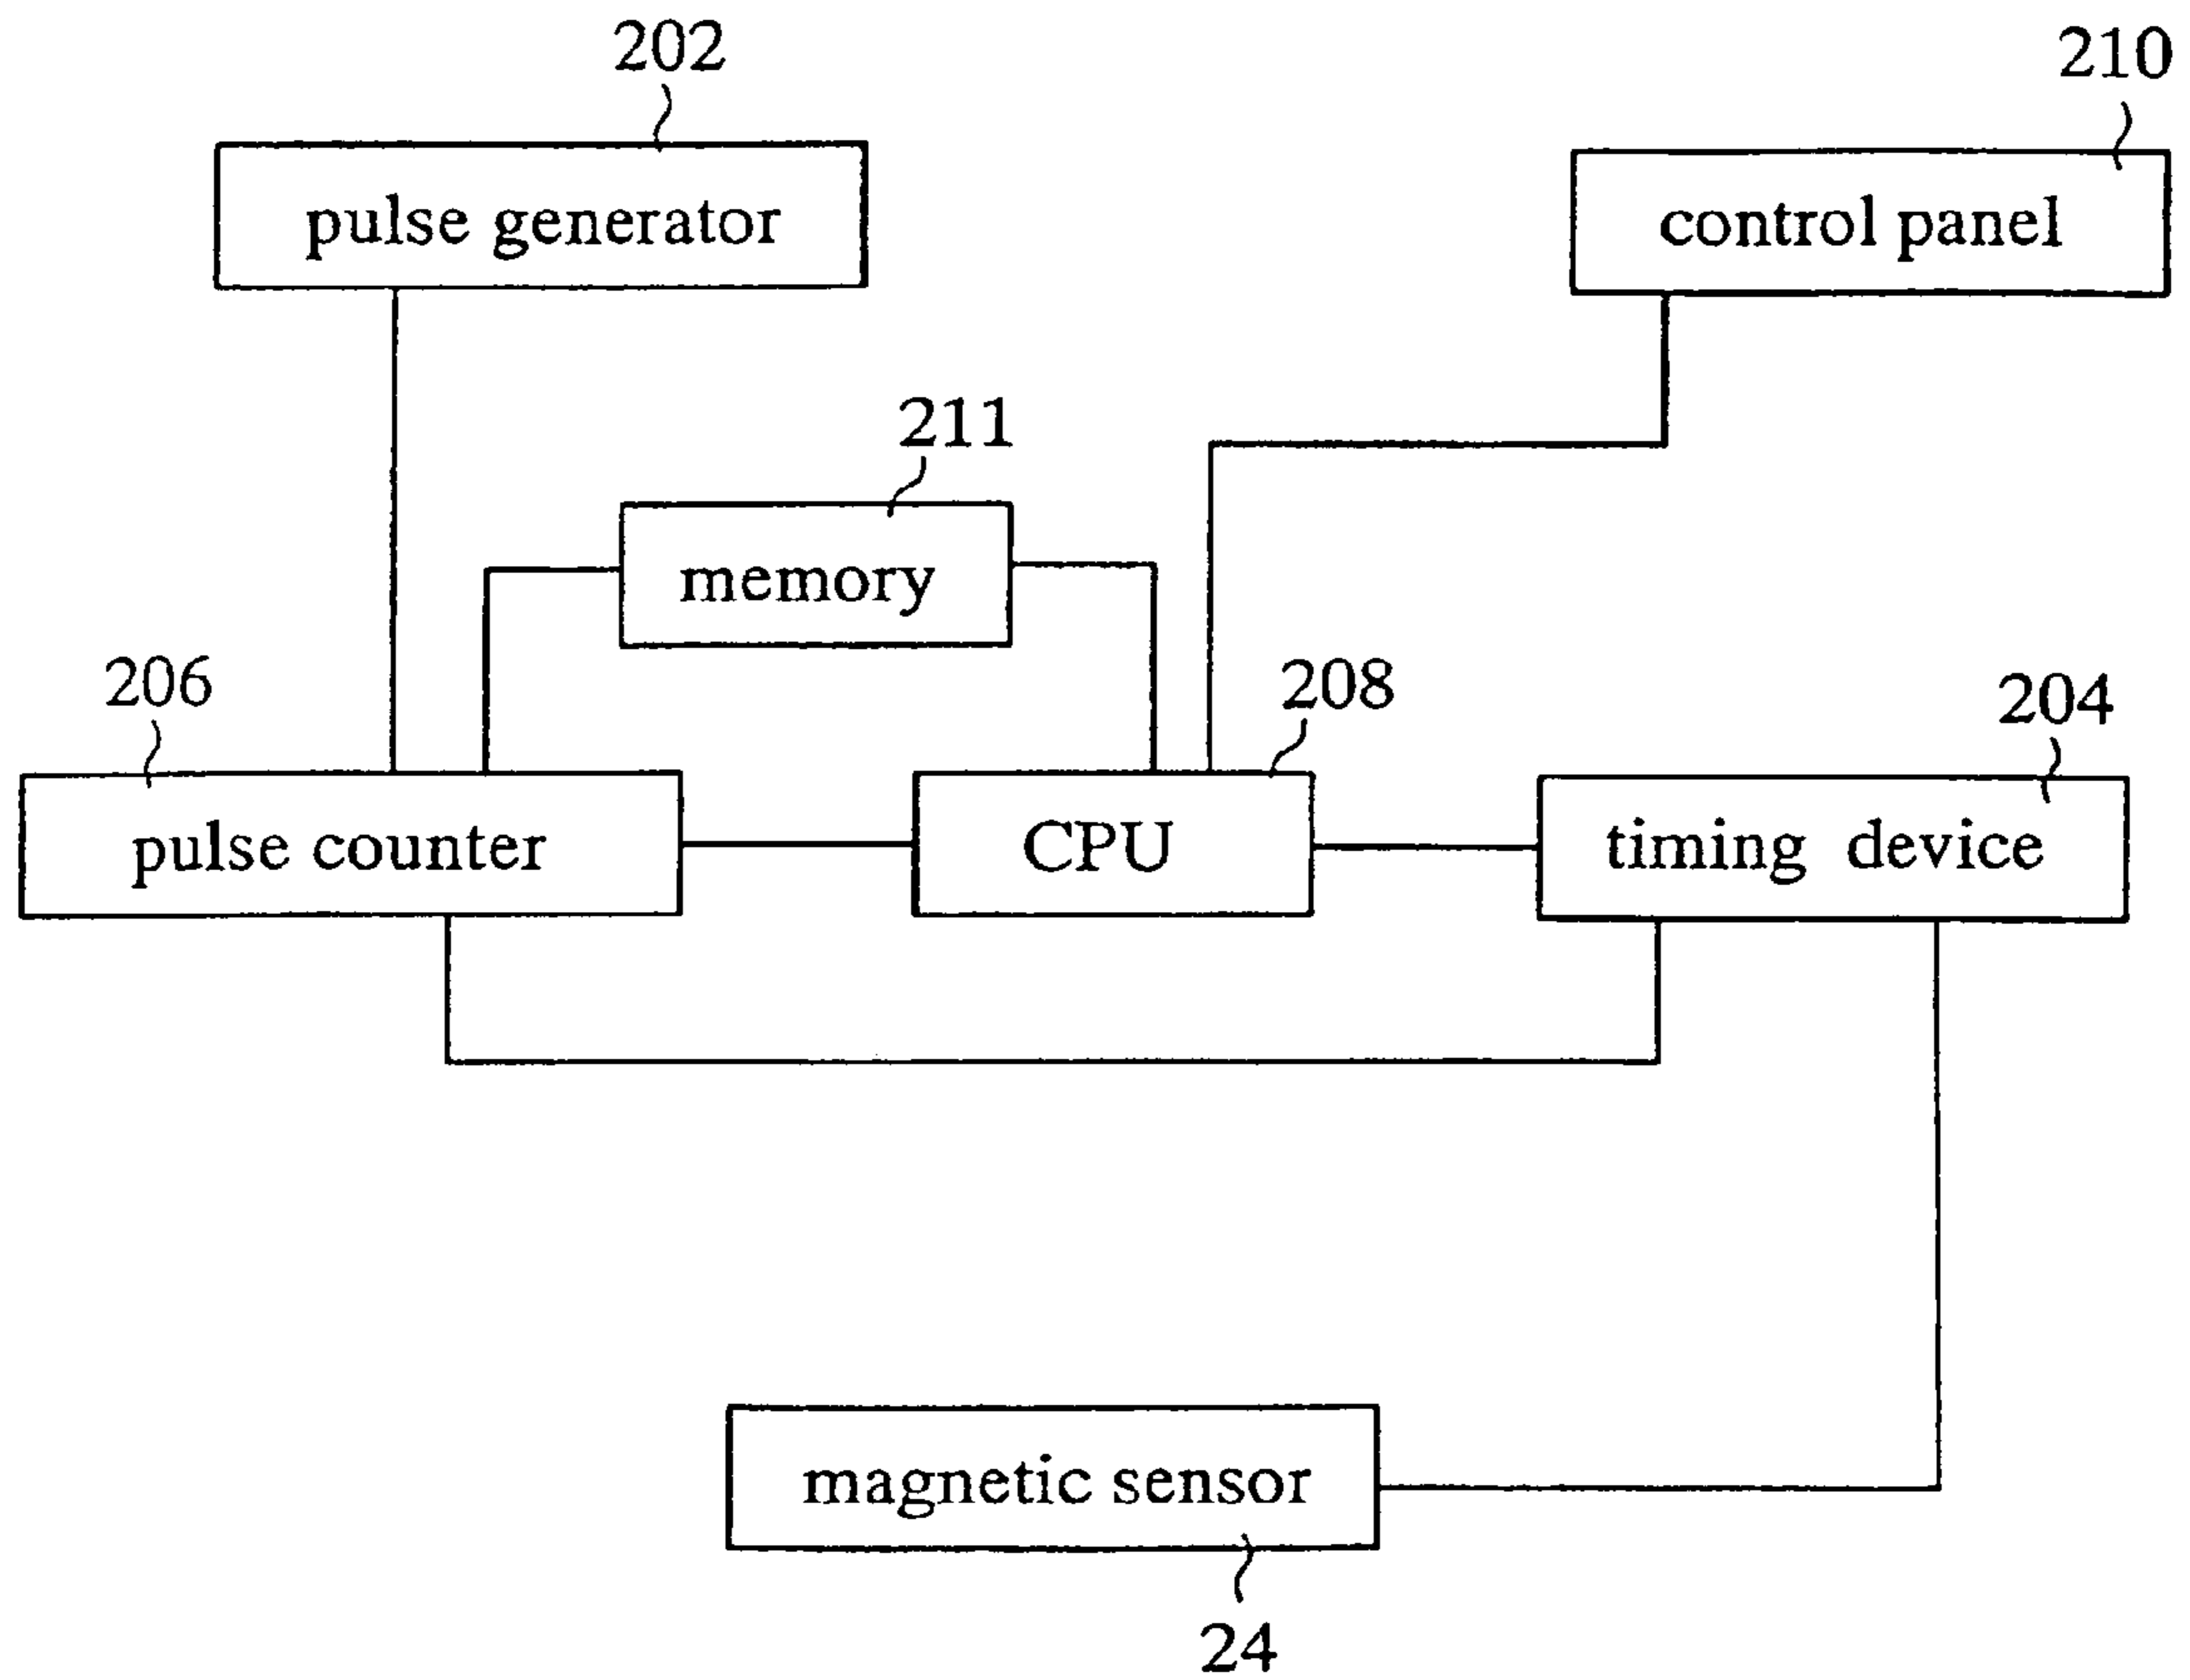 202
210
pulse generator
control panel
211
memory
206
208
204
pulse counter
CPU
timing device
magnetic sensor
24